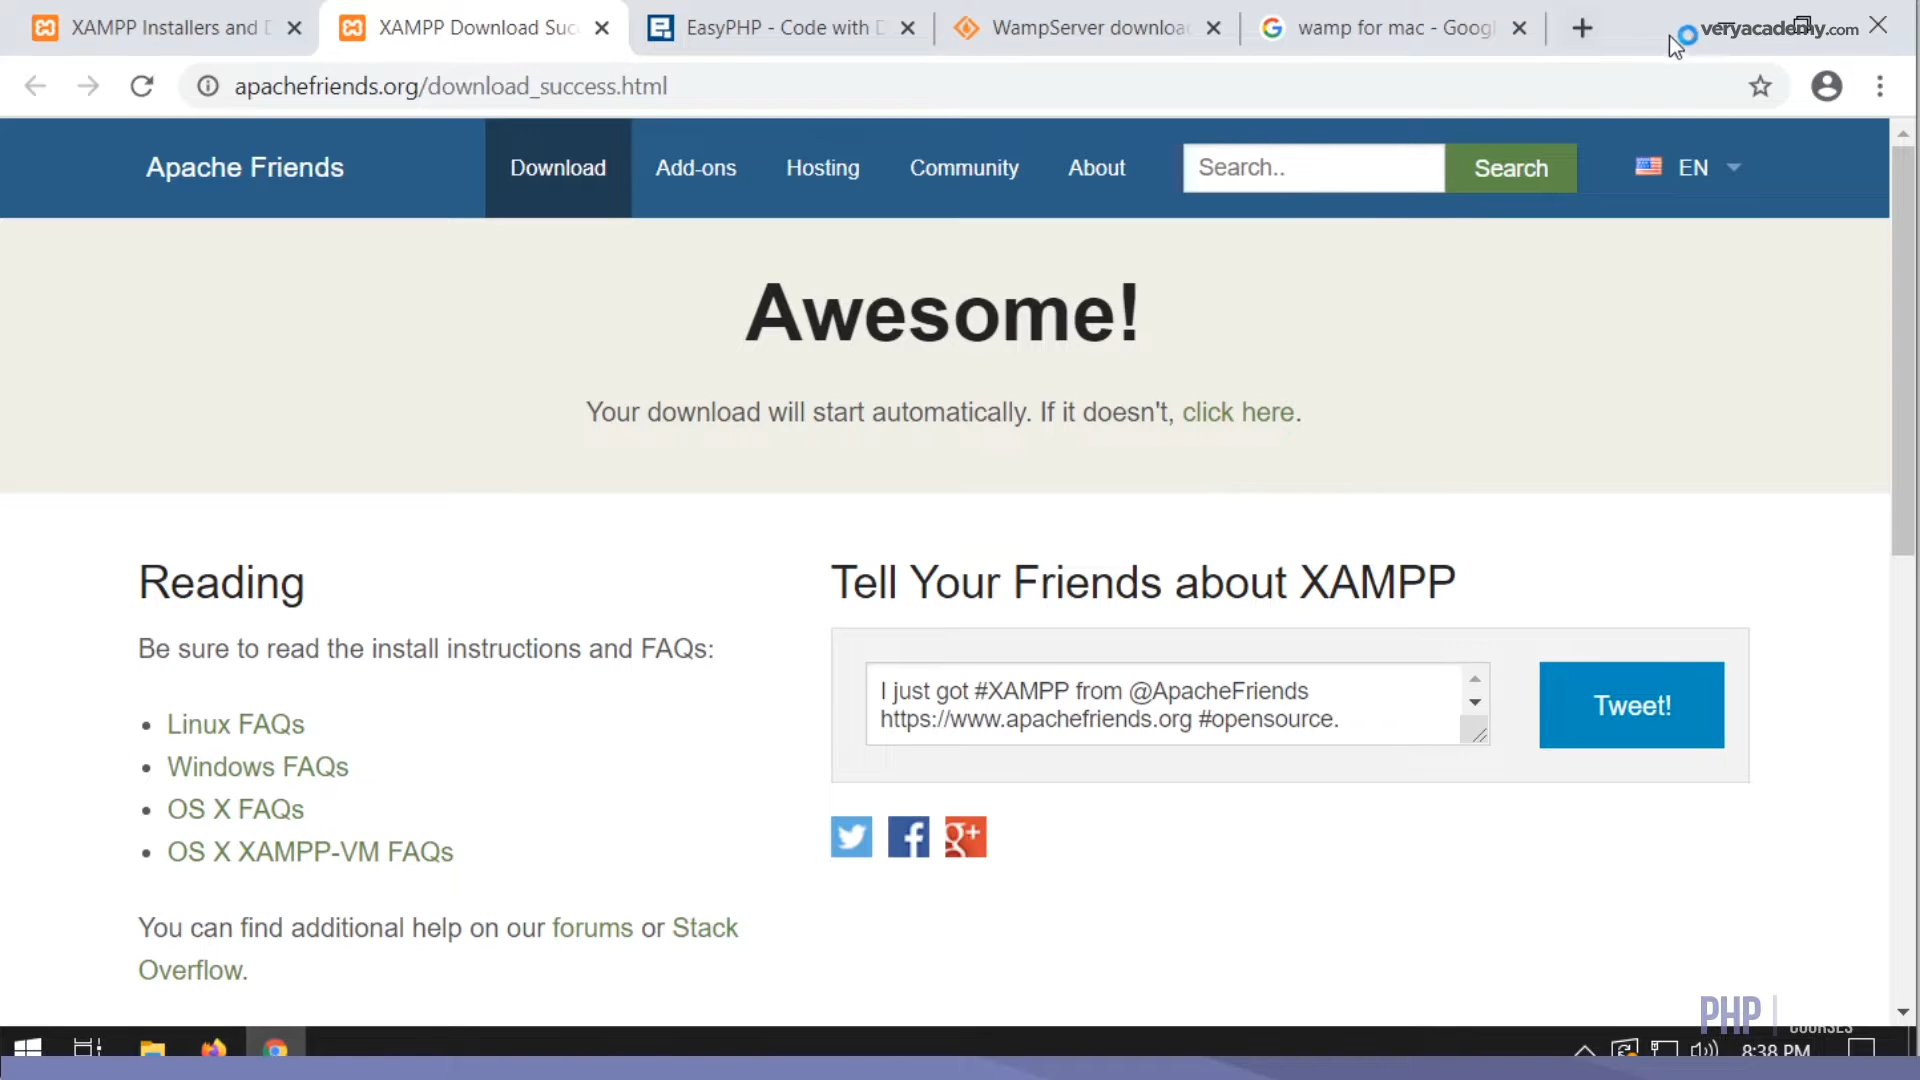 XAMPP Installers and D
XAMPP Download Suc
EasyPHP - Code with D
WampServer downloa
wamp for mac - Googl
veryacademy.com
apachefriends.org/download_success.html
Apache Friends
Download
Add-ons
Hosting
Community
About
Search..
Search
EN
Awesome!
Your download will start automatically. If it doesn't, click here.
Reading
Be sure to read the install instructions and FAQs:
Linux FAQs
Windows FAQs
OS X FAQs
OS X XAMPP-VM FAQs
You can find additional help on our forums or Stack
Overflow.
Tell Your Friends about XAMPP
I just got #XAMPP from @ApacheFriends
https://www.apachefriends.org #opensource.
Tweet!
PHP
COURSES
8:38 PM